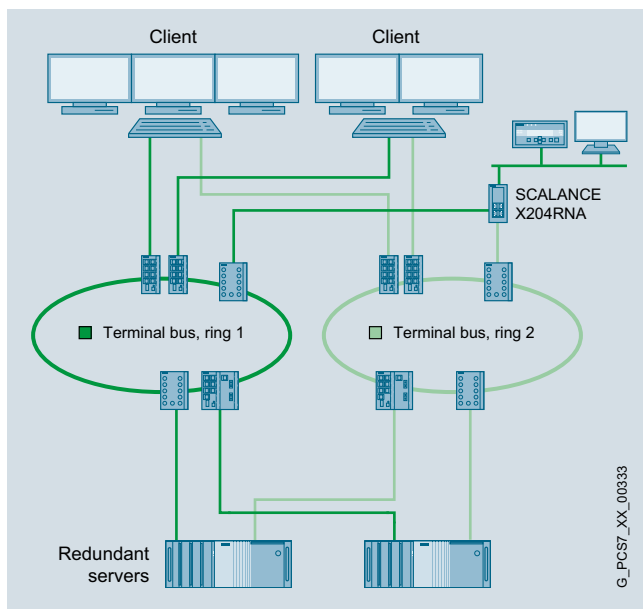 Client
Client
SCALANCE
X204RNA
Terminal bus, ring 1
Terminal bus, ring 2
Redundant
servers
G_PCS7_XX_00333